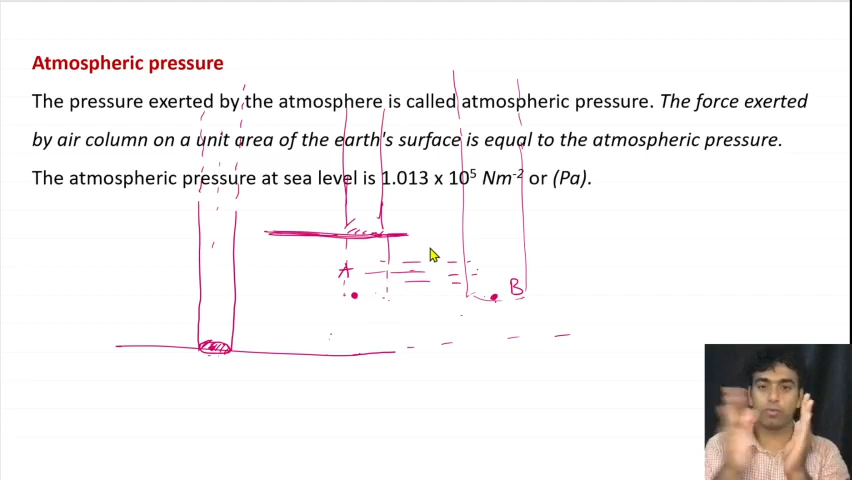 Atmospheric pressure
The pressure exerted by the atmosphere is called atmospheric pressure. The force exerted
by air column on a unit area of the earth's surface is equal to the atmospheric pressure.
The atmospheric pressure at sea level is 1.013 x 10⁵ Nm⁻² or (Pa).
A
B